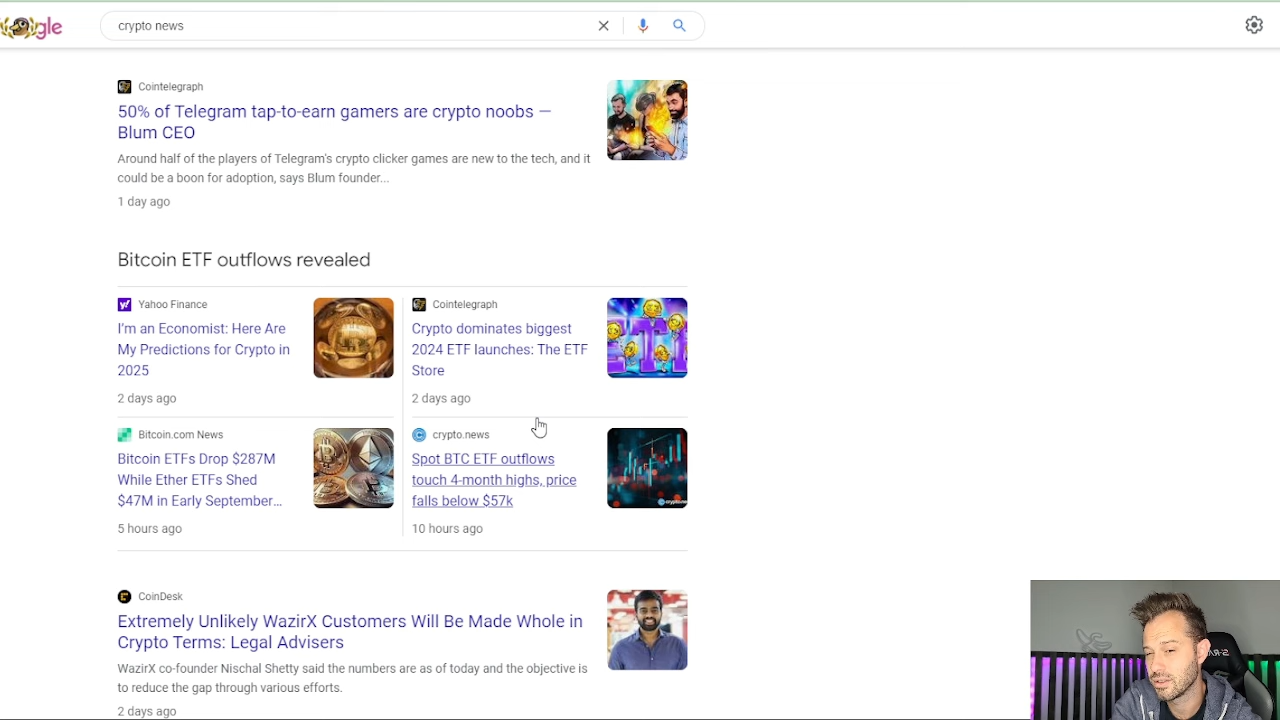 gle
crypto news
Cointelegraph
50% of Telegram tap-to-earn gamers are crypto noobs —
Blum CEO
Around half of the players of Telegram's crypto clicker games are new to the tech, and it
could be a boon for adoption, says Blum founder...
1 day ago
Bitcoin ETF outflows revealed
Yahoo Finance
I'm an Economist: Here Are
My Predictions for Crypto in
2025
2 days ago
Cointelegraph
Crypto dominates biggest
2024 ETF launches: The ETF
Store
2 days ago
Bitcoin.com News
Bitcoin ETFs Drop $287M
While Ether ETFs Shed
$47M in Early September...
5 hours ago
crypto.news
Spot BTC ETF outflows
touch 4-month highs, price
falls below $57k
10 hours ago
CoinDesk
Extremely Unlikely WazirX Customers Will Be Made Whole in
Crypto Terms: Legal Advisers
WazirX co-founder Nischal Shetty said the numbers are as of today and the objective is
to reduce the gap through various efforts.
2 days ago